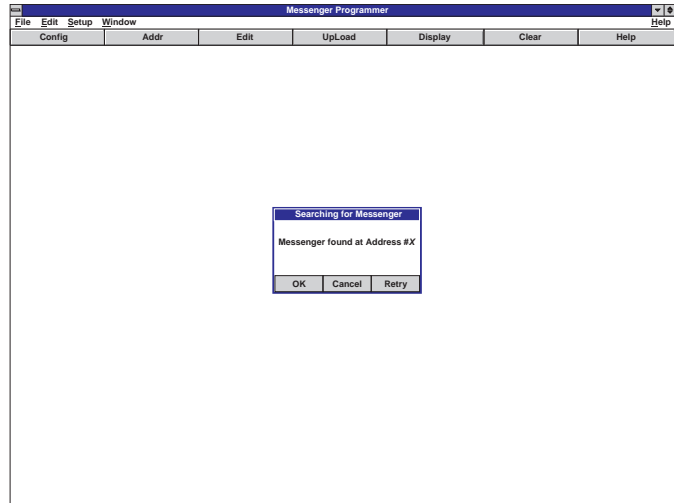 Messenger Programmer
File Edit Setup Window Help
Config Addr Edit UpLoad Display Clear Help
Searching for Messenger
Messenger found at Address #X
OK Cancel Retry